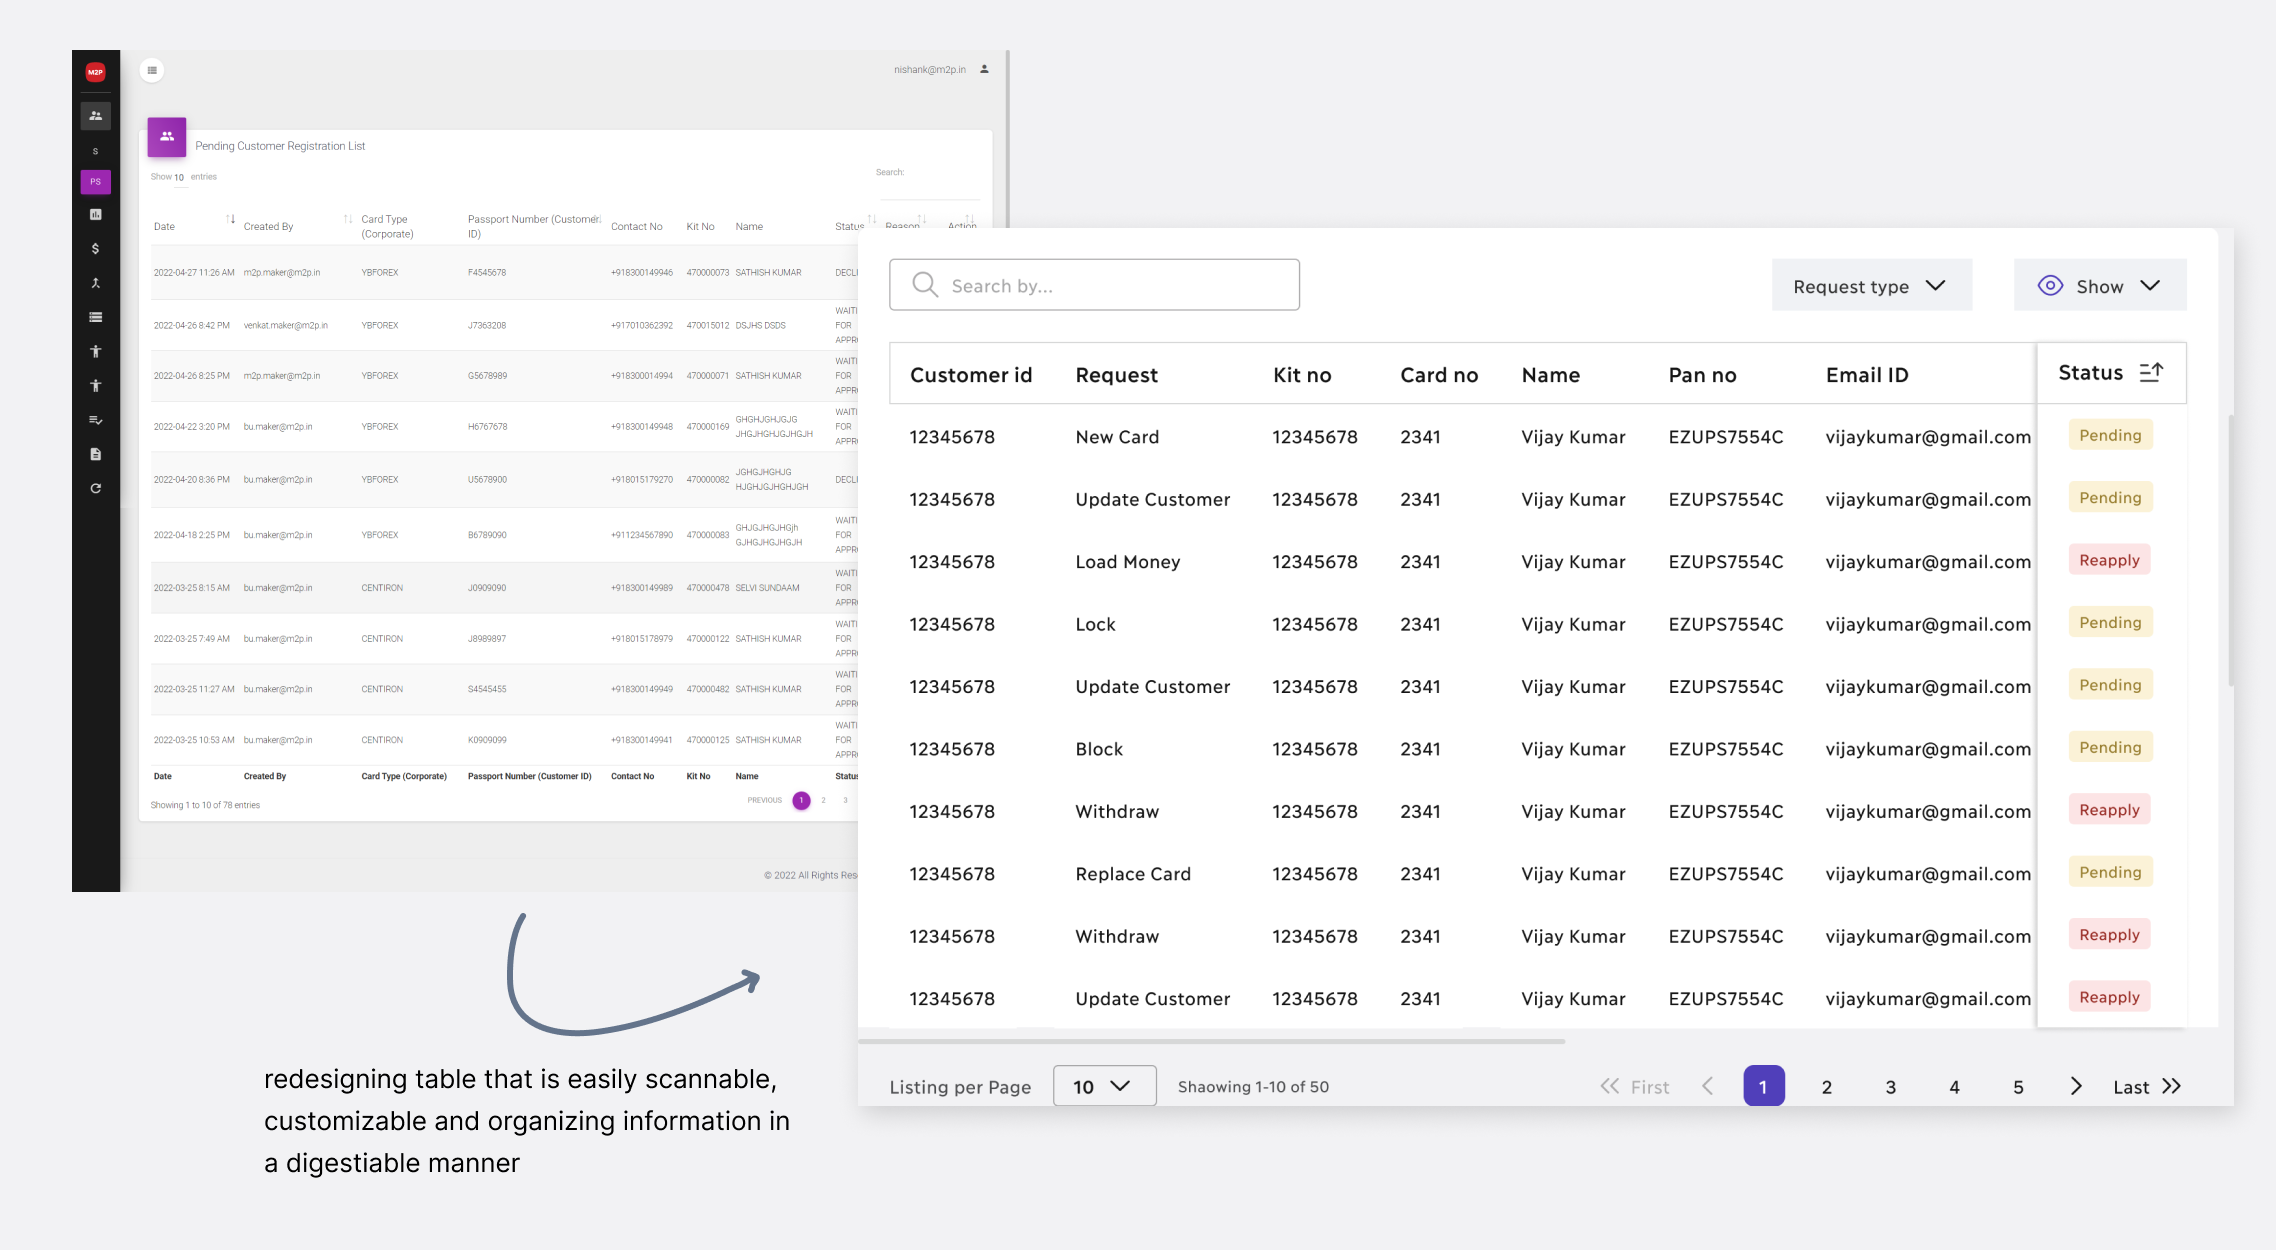 M2P
nishank@m2p.in
Pending Customer Registration List
Show 10 entries
Search:
S
PS
Date Created By Card Type (Corporate) Passport Number (Customer ID) Contact No Kit No Name Status Reason Action
2022-04-27 11:26 AM m2p.maker@m2p.in YBFOREX F4545678 +918300149946 470000073 SATHISH KUMAR DECLI
2022-04-26 8:42 PM venkat.maker@m2p.in YBFOREX J7363208 +917010362392 470015012 DSJHS DSDS WAITI FOR APPR
2022-04-26 8:25 PM m2p.maker@m2p.in YBFOREX G5678989 +918300014994 470000071 SATHISH KUMAR WAITI FOR APPR
2022-04-22 3:20 PM bu.maker@m2p.in YBFOREX H6767678 +918300149948 470000169 GHGHJGHJGJG JHGJHGHJGJHGJH WAITI FOR APPR
2022-04-20 8:36 PM bu.maker@m2p.in YBFOREX U5678900 +918015179270 470000082 JGHGJHGHJG HJGHJGJHGHJGH DECLI
2022-04-18 2:25 PM bu.maker@m2p.in YBFOREX B6789090 +911234567890 470000083 GHJGJHGJHGjh GJHGJHGJHGJH WAITI FOR APPR
2022-03-25 8:15 AM bu.maker@m2p.in CENTIRON J0909090 +918300149989 470000478 SELVI SUNDAAM WAITI FOR APPR
2022-03-25 7:49 AM bu.maker@m2p.in CENTIRON J8989897 +918015178979 470000122 SATHISH KUMAR WAITI FOR APPR
2022-03-25 11:27 AM bu.maker@m2p.in CENTIRON S4545455 +918300149949 470000482 SATHISH KUMAR WAITI FOR APPR
2022-03-25 10:53 AM bu.maker@m2p.in CENTIRON K0909099 +918300149941 470000125 SATHISH KUMAR WAITI FOR APPR
Date Created By Card Type (Corporate) Passport Number (Customer ID) Contact No Kit No Name Status
Showing 1 to 10 of 78 entries
PREVIOUS 1 2 3
© 2022 All Rights Res
Search by...
Request type
Show
Customer id Request Kit no Card no Name Pan no Email ID Status
12345678 New Card 12345678 2341 Vijay Kumar EZUPS7554C vijaykumar@gmail.com Pending
12345678 Update Customer 12345678 2341 Vijay Kumar EZUPS7554C vijaykumar@gmail.com Pending
12345678 Load Money 12345678 2341 Vijay Kumar EZUPS7554C vijaykumar@gmail.com Reapply
12345678 Lock 12345678 2341 Vijay Kumar EZUPS7554C vijaykumar@gmail.com Pending
12345678 Update Customer 12345678 2341 Vijay Kumar EZUPS7554C vijaykumar@gmail.com Pending
12345678 Block 12345678 2341 Vijay Kumar EZUPS7554C vijaykumar@gmail.com Pending
12345678 Withdraw 12345678 2341 Vijay Kumar EZUPS7554C vijaykumar@gmail.com Reapply
12345678 Replace Card 12345678 2341 Vijay Kumar EZUPS7554C vijaykumar@gmail.com Pending
12345678 Withdraw 12345678 2341 Vijay Kumar EZUPS7554C vijaykumar@gmail.com Reapply
12345678 Update Customer 12345678 2341 Vijay Kumar EZUPS7554C vijaykumar@gmail.com Reapply
Listing per Page 10 Shaowing 1-10 of 50 First 1 2 3 4 5 Last
redesigning table that is easily scannable,
customizable and organizing information in
a digestiable manner